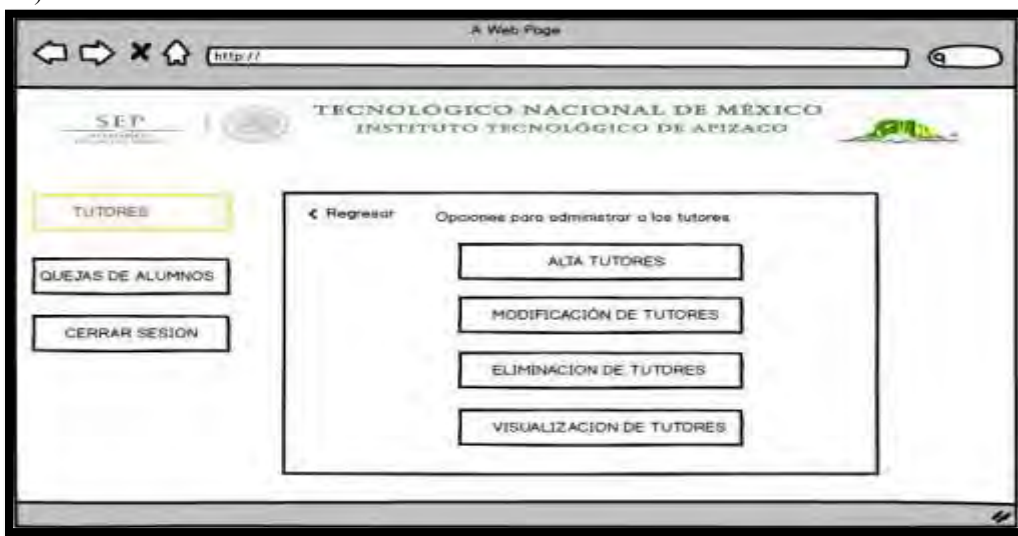 )
A Web Page
http://
SEP
TECNOLÓGICO NACIONAL DE MÉXICO
INSTITUTO TECNOLÓGICO DE APIZACO
TUTORES
QUEJAS DE ALUMNOS
CERRAR SESION
< Regresar
Opciones para administrar a los tutores
ALTA TUTORES
MODIFICACIÓN DE TUTORES
ELIMINACION DE TUTORES
VISUALIZACION DE TUTORES